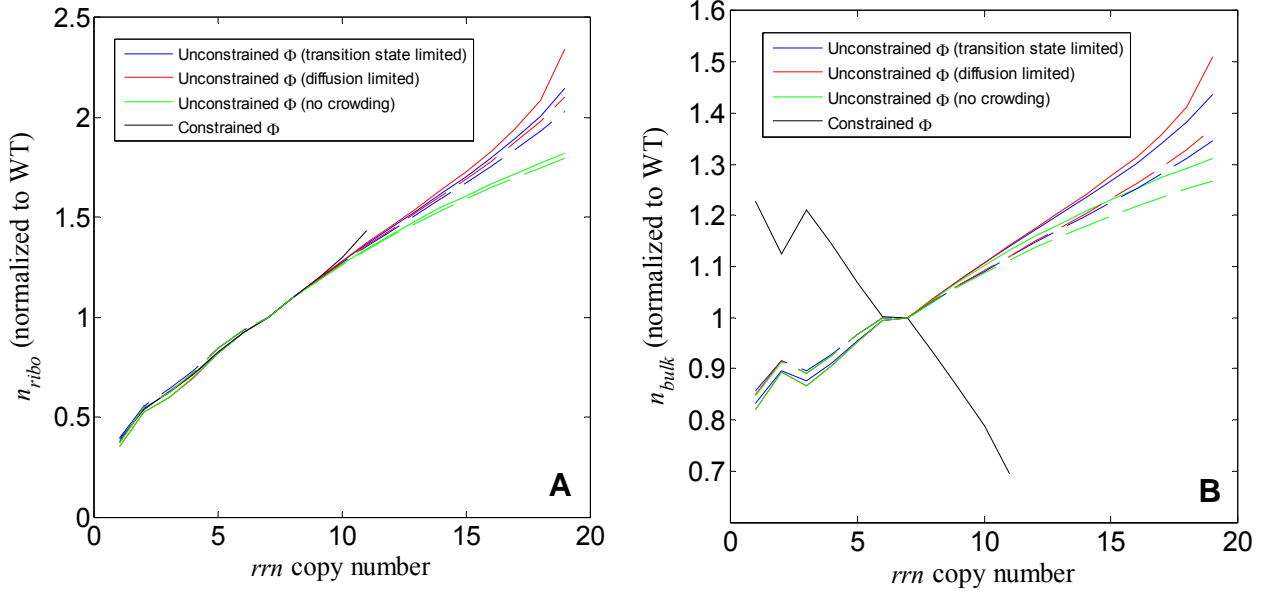 2.5
2
1.5
1
0.5
0
0
5
10
15
20
n_ribo (normalized to WT)
rrn copy number
Unconstrained Φ (transition state limited)
Unconstrained Φ (diffusion limited)
Unconstrained Φ (no crowding)
Constrained Φ
A
1.6
1.5
1.4
1.3
1.2
1.1
1
0.9
0.8
0.7
0
5
10
15
20
n_bulk (normalized to WT)
rrn copy number
Unconstrained Φ (transition state limited)
Unconstrained Φ (diffusion limited)
Unconstrained Φ (no crowding)
Constrained Φ
B